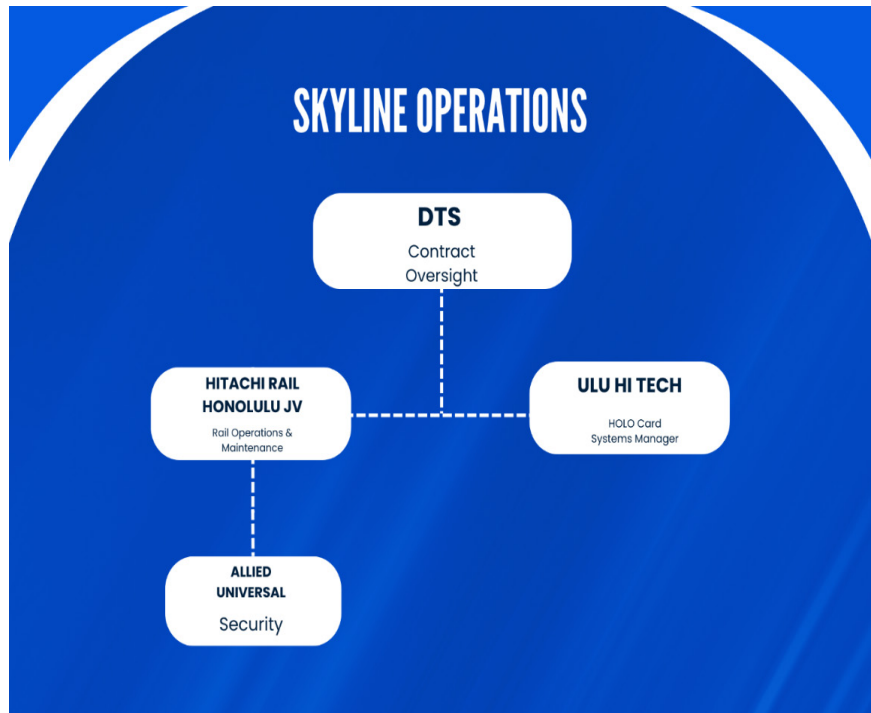 SKYLINE OPERATIONS
DTS
Contract
Oversight
HITACHI RAIL
HONOLULU JV
Rail Operations &
Maintenance
ULU HI TECH
HOLO Card
Systems Manager
ALLIED
UNIVERSAL
Security